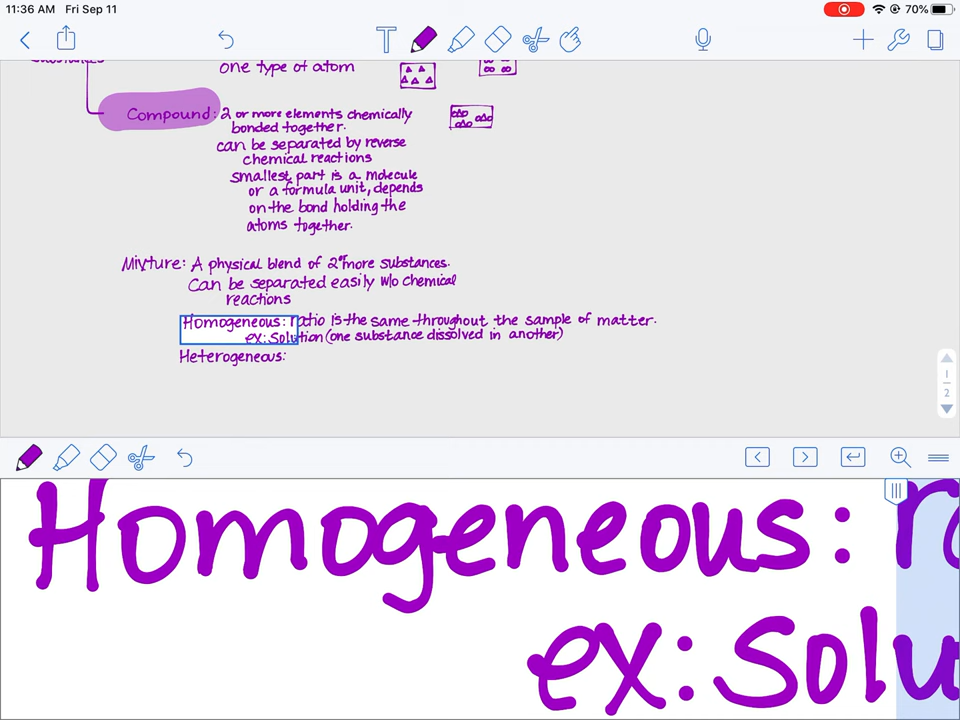 11:36 AM Fri Sep 11
70%
T
Substances
one type of atom
Compound: 2 or more elements chemically
bonded together.
can be separated by reverse
chemical reactions
smallest part is a molecule
or a formula unit, depends
on the bond holding the
atoms together.
Mixture: A physical blend of 2 or more substances.
Can be separated easily w/o chemical
reactions
Homogeneous: ratio is the same throughout the sample of matter.
ex: Solution (one substance dissolved in another)
Heterogeneous:
1
2
Homogeneous: ra
ex: Solu